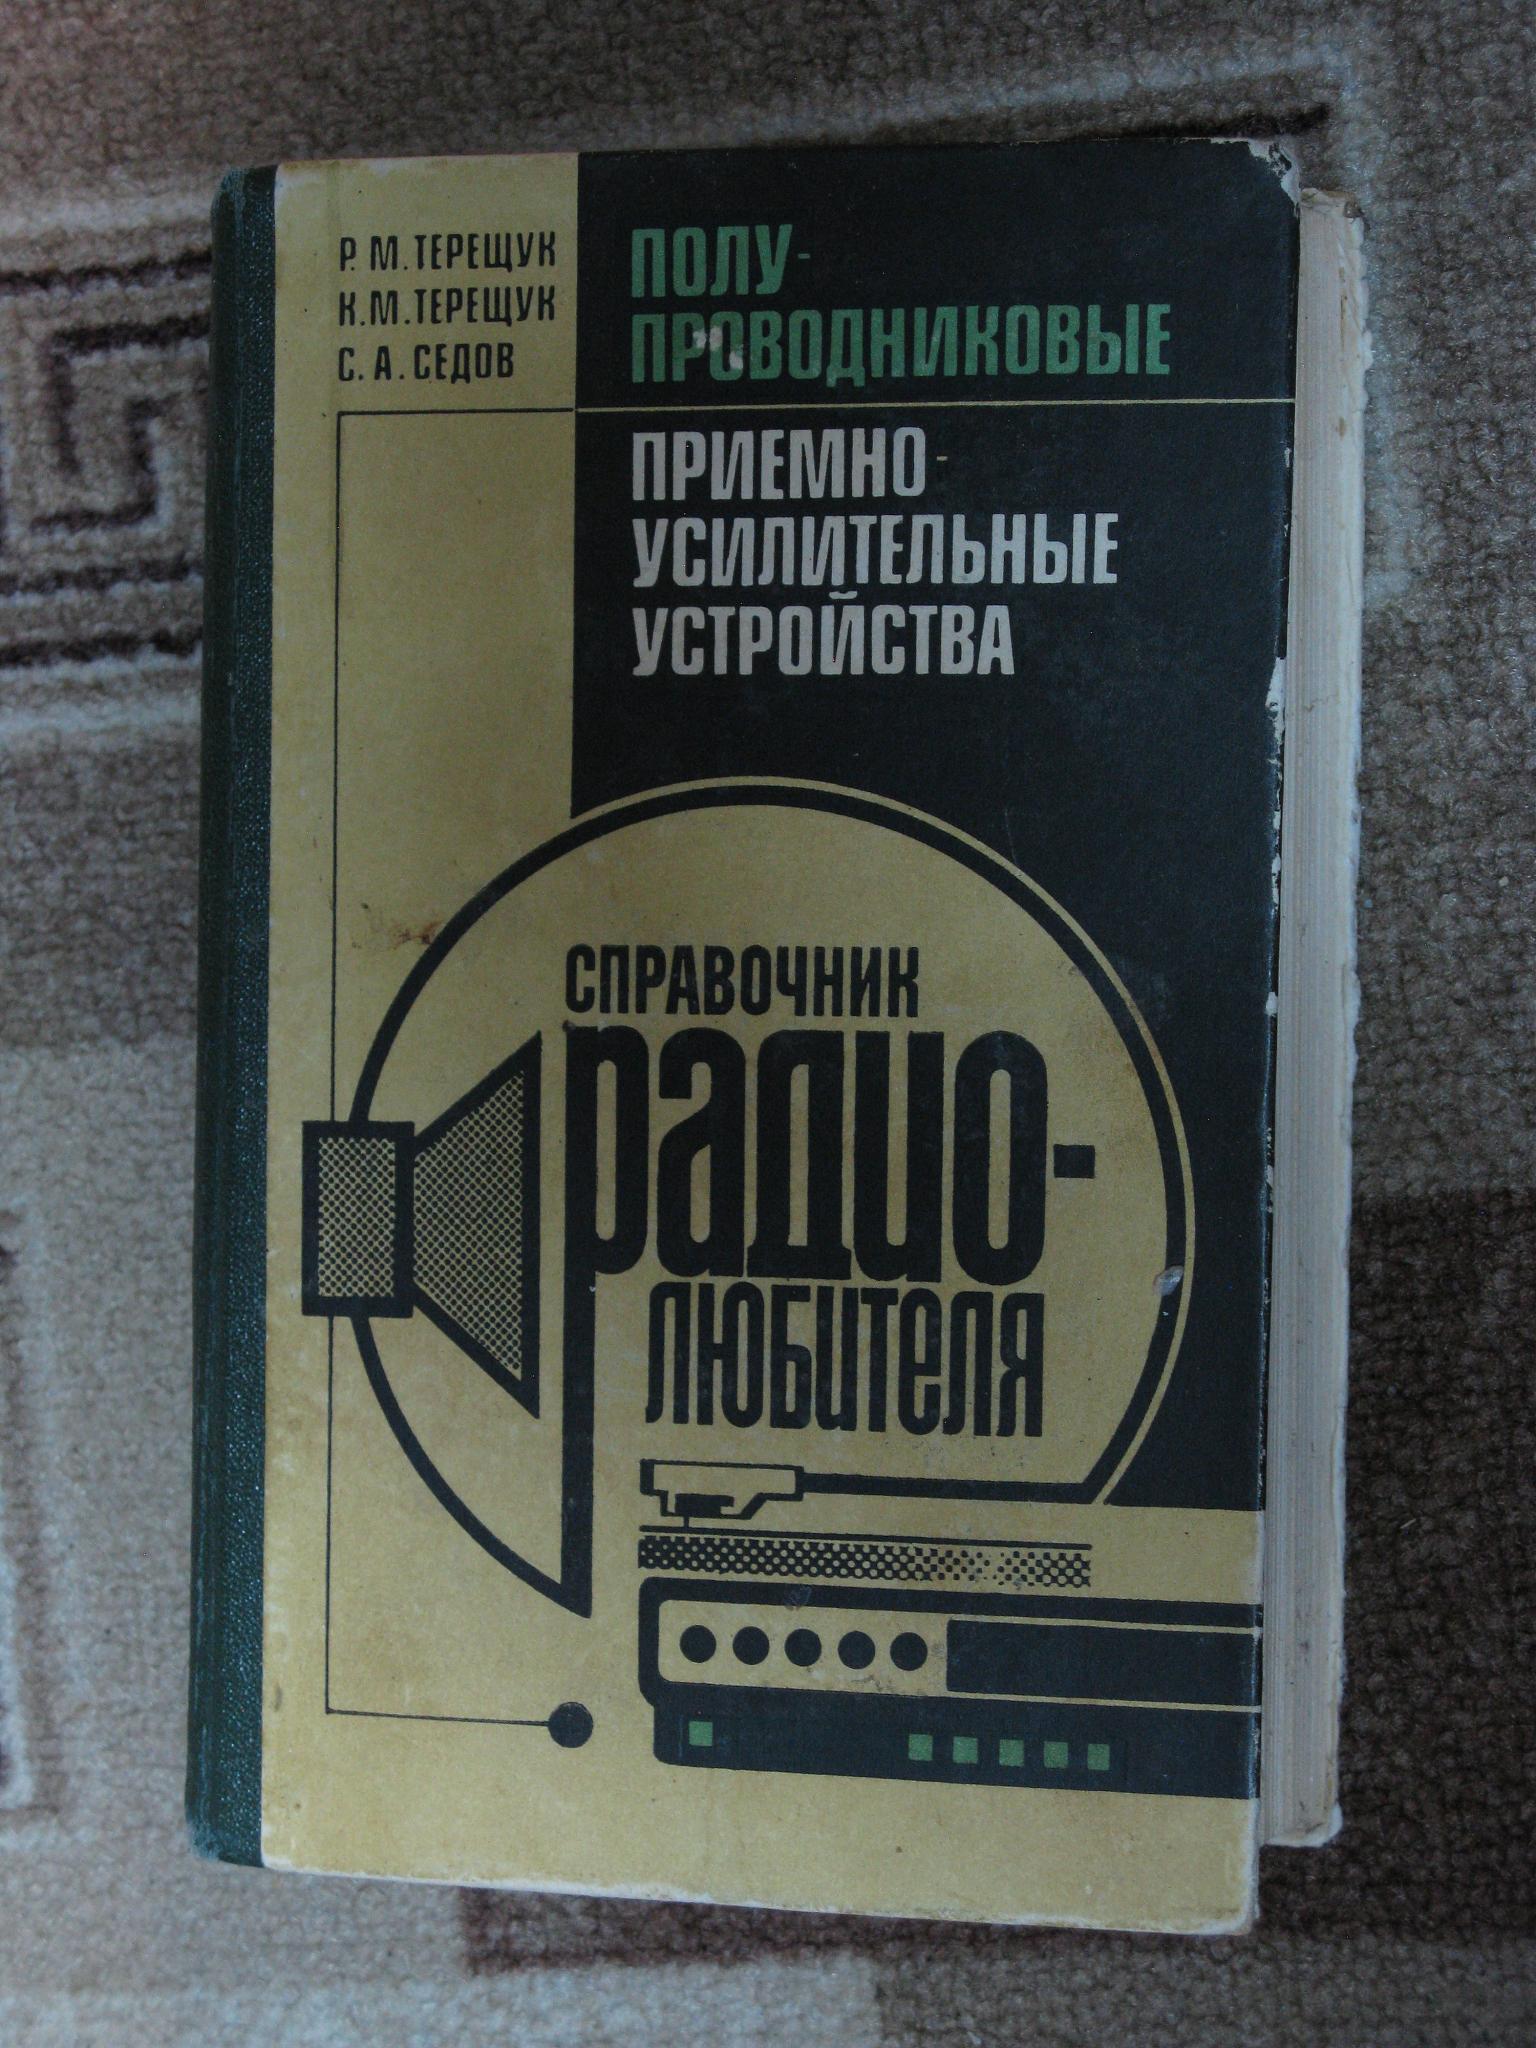 Р. М. ТЕРЕЩУК
К. М. ТЕРЕЩУК
С. А. СЕДОВ
ПОЛУ-
ПРОВОДНИКОВЫЕ
ПРИЕМНО-
УСИЛИТЕЛЬНЫЕ
УСТРОЙСТВА
СПРАВОЧНИК
РАДИО-
ЛЮБИТЕЛЯ